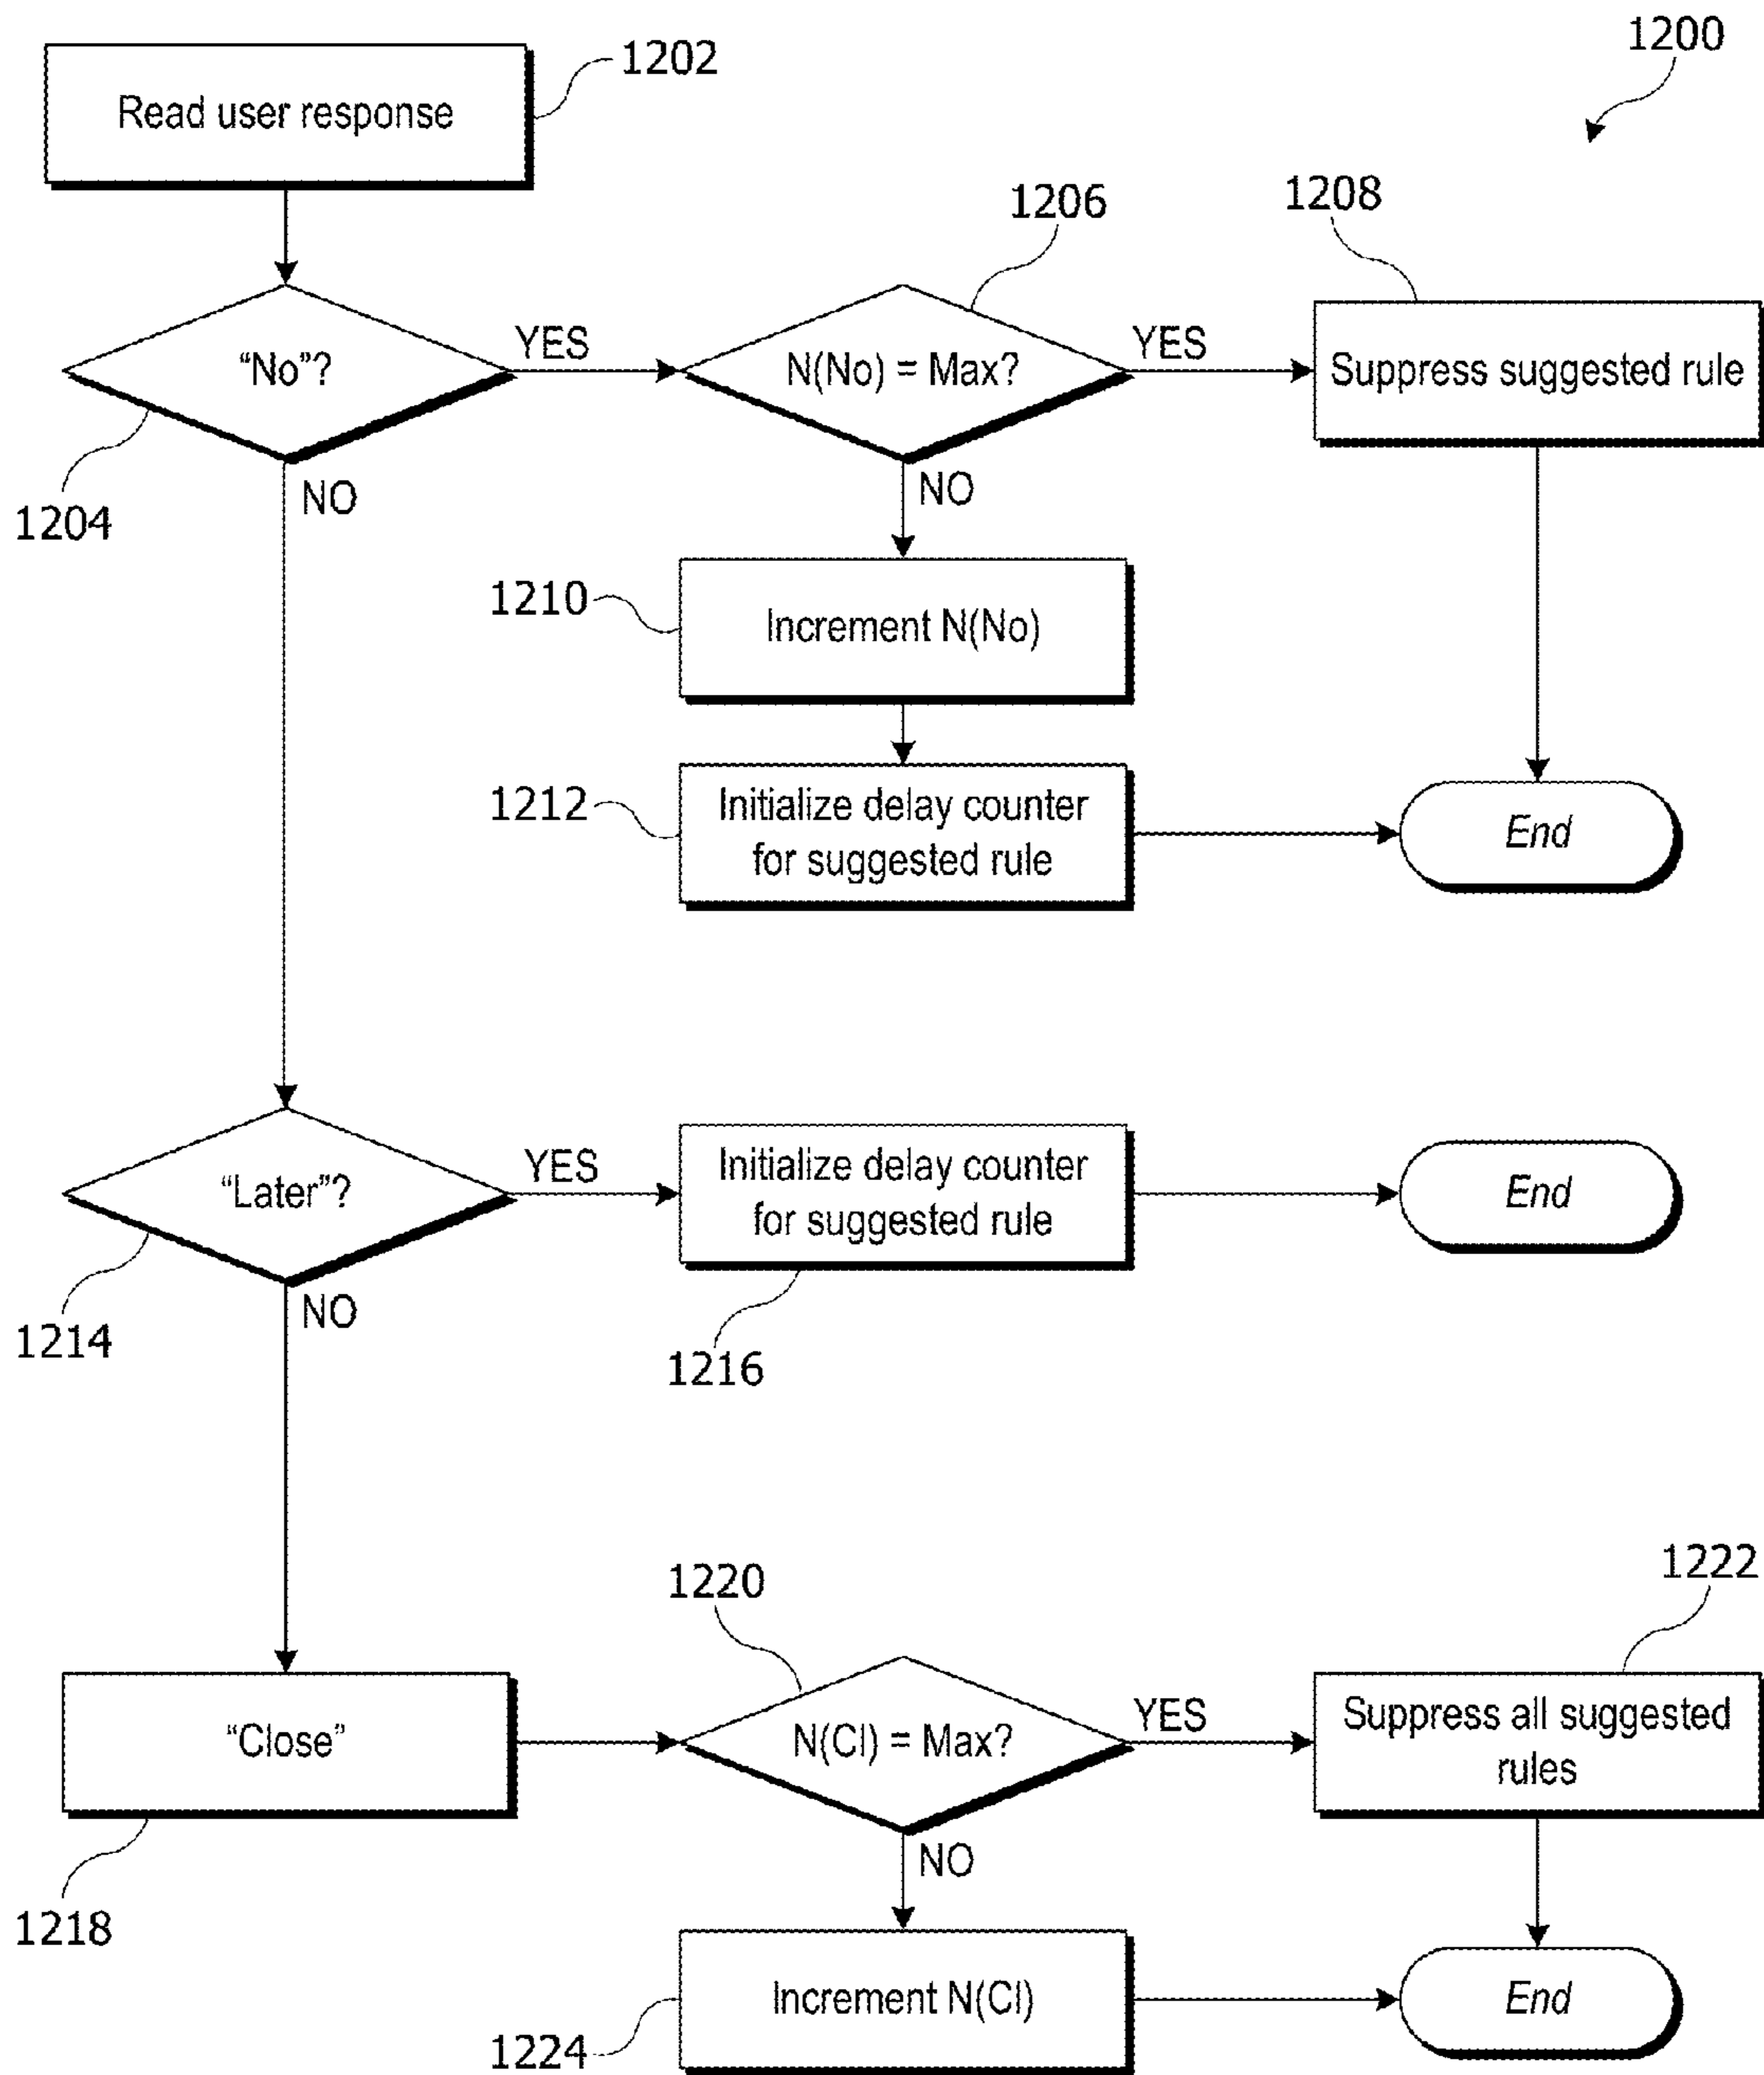 1200
1202
Read user response
1206
1208
"No"?
YES
N(No) = Max?
YES
Suppress suggested rule
1204
NO
NO
1210
Increment N(No)
1212
Initialize delay counter
for suggested rule
End
"Later"?
YES
Initialize delay counter
for suggested rule
End
1214
NO
1216
1220
1222
"Close"
N(Cl) = Max?
YES
Suppress all suggested
rules
1218
NO
1224
Increment N(Cl)
End